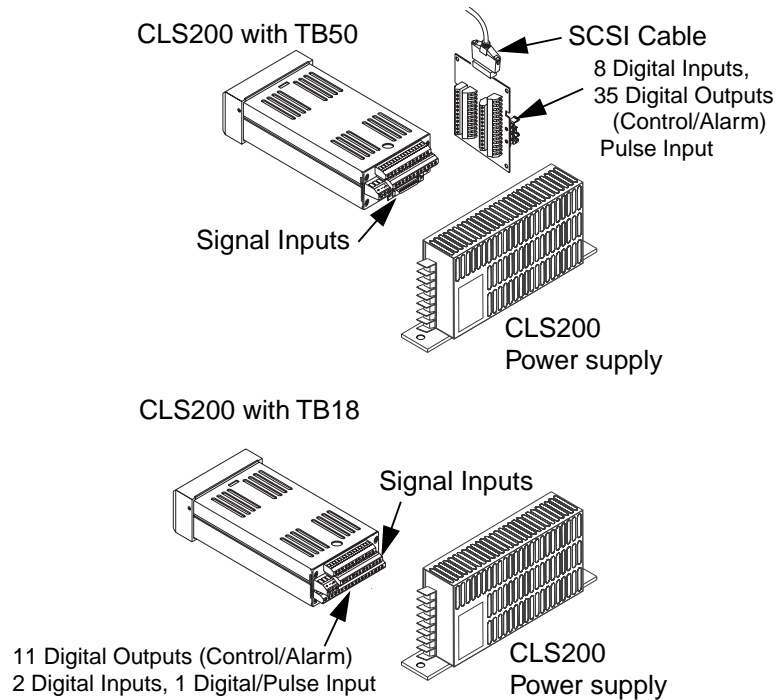 CLS200 with TB50
SCSI Cable
8 Digital Inputs,
35 Digital Outputs
(Control/Alarm)
Pulse Input
Signal Inputs
CLS200
Power supply
CLS200 with TB18
Signal Inputs
11 Digital Outputs (Control/Alarm)
2 Digital Inputs, 1 Digital/Pulse Input
CLS200
Power supply